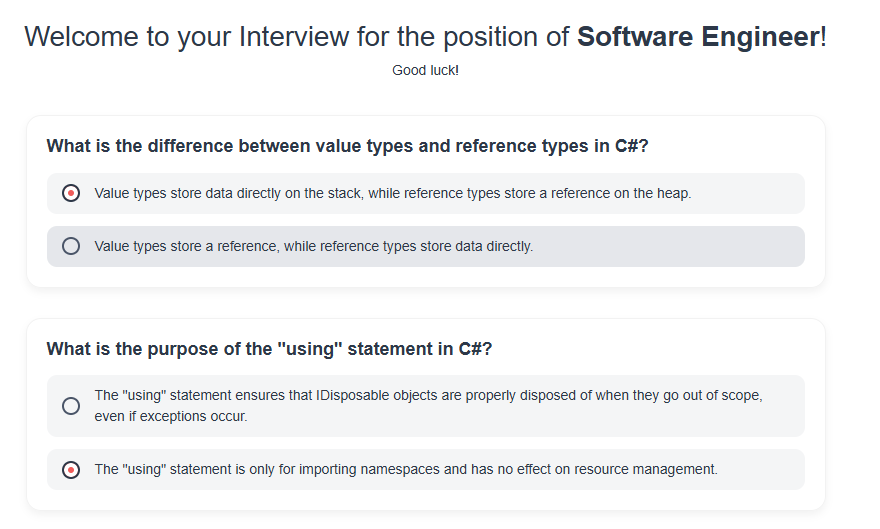 Welcome to your Interview for the position of Software Engineer!
Good luck!
What is the difference between value types and reference types in C#?
Value types store data directly on the stack, while reference types store a reference on the heap.
Value types store a reference, while reference types store data directly.
What is the purpose of the "using" statement in C#?
The "using" statement ensures that IDisposable objects are properly disposed of when they go out of scope,
even if exceptions occur.
The "using" statement is only for importing namespaces and has no effect on resource management.